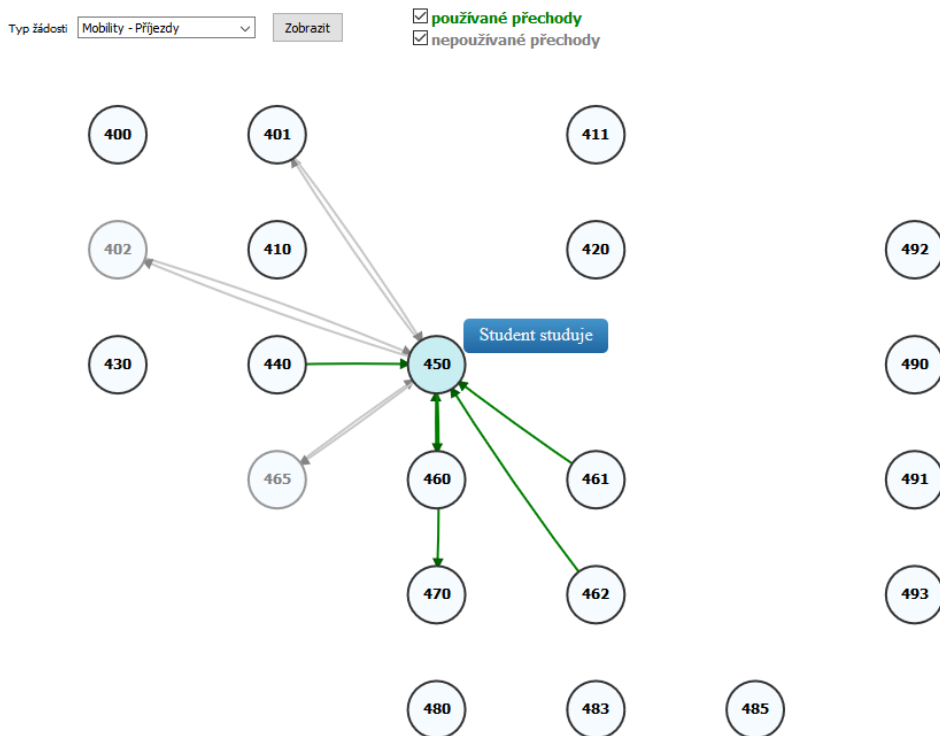 používané přechody
Typ žádosti Mobility - Příjezdy Zobrazit
nepoužívané přechody
400 401 411
402 410 420 492
Student studuje
430 440 450 490
465 460 461 491
470 462 493
480 483 485